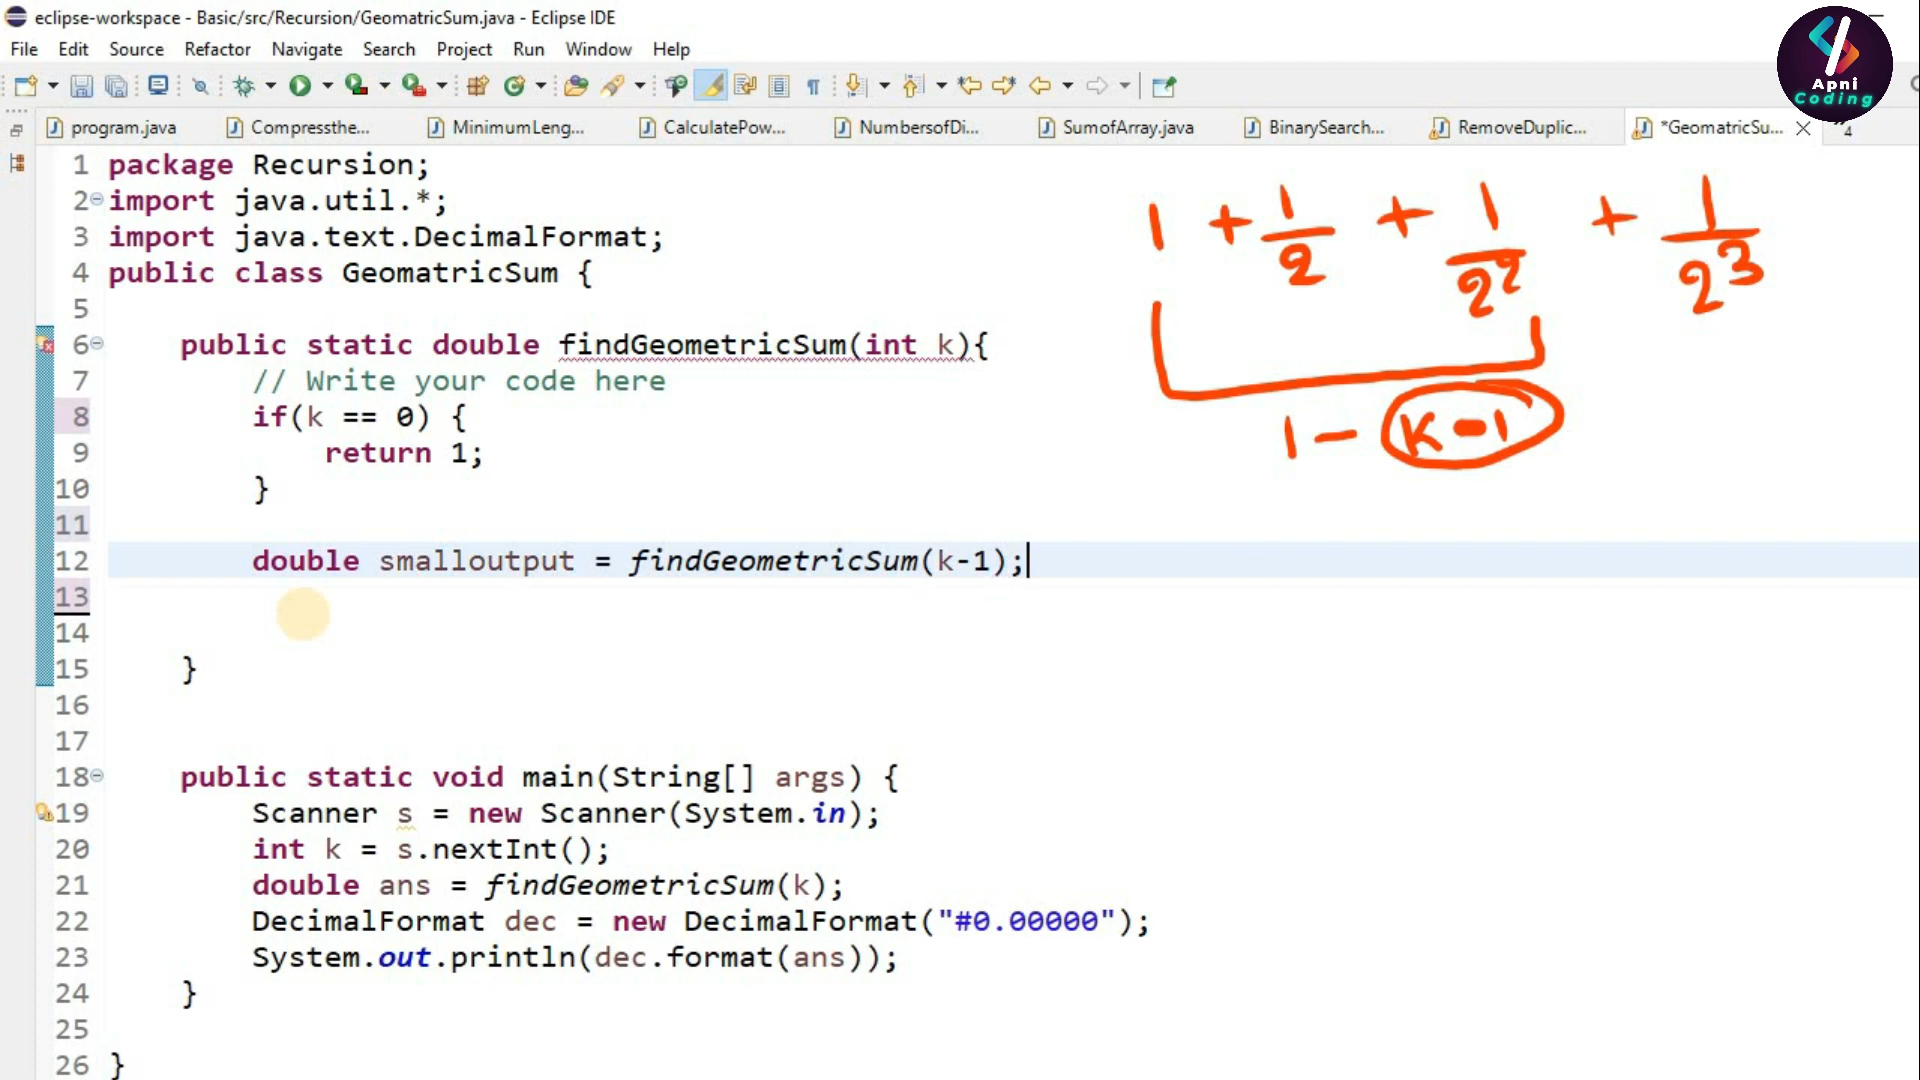 eclipse-workspace - Basic/src/Recursion/GeomatricSum.java - Eclipse IDE
File Edit Source Refactor Navigate Search Project Run Window Help
Apni
Coding
program.java Compressthe... MinimumLeng... CalculatePow... NumbersofDi... SumofArray.java BinarySearch... RemoveDuplic... *GeomatricSu... 4
1 package Recursion;
2 import java.util.*;
3 import java.text.DecimalFormat;
4 public class GeomatricSum {
5
6 public static double findGeometricSum(int k){
7 // Write your code here
8 if(k == 0) {
9 return 1;
10 }
11
12 double smalloutput = findGeometricSum(k-1);
13
14
15 }
16
17
18 public static void main(String[] args) {
19 Scanner s = new Scanner(System.in);
20 int k = s.nextInt();
21 double ans = findGeometricSum(k);
22 DecimalFormat dec = new DecimalFormat("#0.00000");
23 System.out.println(dec.format(ans));
24 }
25
26 }
1 + 1/2 + 1/2² + 1/2³
1 - K-1